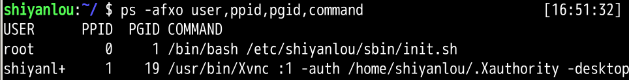 shiyanlou:~/ $ ps -afxo user,ppid,pgid,command [16:51:32]
USER PPID PGID COMMAND
root 0 1 /bin/bash /etc/shiyanlou/sbin/init.sh
shiyanl+ 1 19 /usr/bin/Xvnc :1 -auth /home/shiyanlou/.Xauthority -desktop